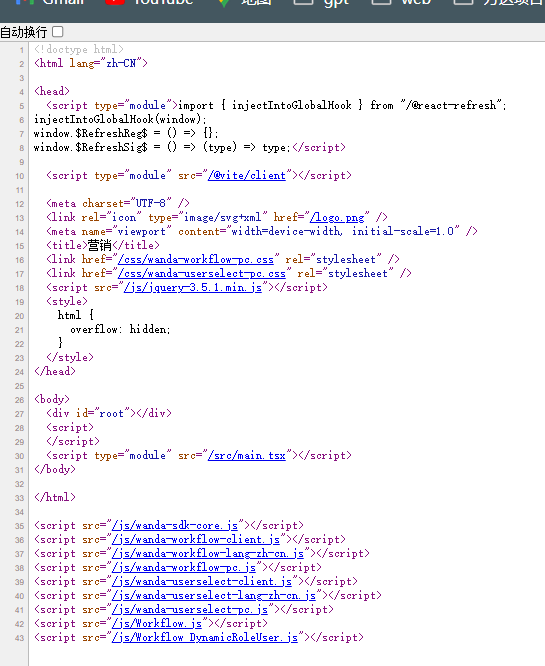 Gmail YouTube 地图 gpt web 万达项目
自动换行
1 <!doctype html>
2 <html lang="zh-CN">
3
4 <head>
5 <script type="module">import { injectIntoGlobalHook } from "/@react-refresh";
6 injectIntoGlobalHook(window);
7 window.$RefreshReg$ = () => {};
8 window.$RefreshSig$ = () => (type) => type;</script>
9
10 <script type="module" src="/@vite/client"></script>
11
12 <meta charset="UTF-8" />
13 <link rel="icon" type="image/svg+xml" href="/logo.png" />
14 <meta name="viewport" content="width=device-width, initial-scale=1.0" />
15 <title>营销</title>
16 <link href="/css/wanda-workflow-pc.css" rel="stylesheet" />
17 <link href="/css/wanda-userselect-pc.css" rel="stylesheet" />
18 <script src="/js/jquery-3.5.1.min.js"></script>
19 <style>
20 html {
21 overflow: hidden;
22 }
23 </style>
24 </head>
25
26 <body>
27 <div id="root"></div>
28 <script>
29 </script>
30 <script type="module" src="/src/main.tsx"></script>
31 </body>
32
33 </html>
34
35 <script src="/js/wanda-sdk-core.js"></script>
36 <script src="/js/wanda-workflow-client.js"></script>
37 <script src="/js/wanda-workflow-lang-zh-cn.js"></script>
38 <script src="/js/wanda-workflow-pc.js"></script>
39 <script src="/js/wanda-userselect-client.js"></script>
40 <script src="/js/wanda-userselect-lang-zh-cn.js"></script>
41 <script src="/js/wanda-userselect-pc.js"></script>
42 <script src="/js/Workflow.js"></script>
43 <script src="/js/Workflow_DynamicRoleUser.js"></script>